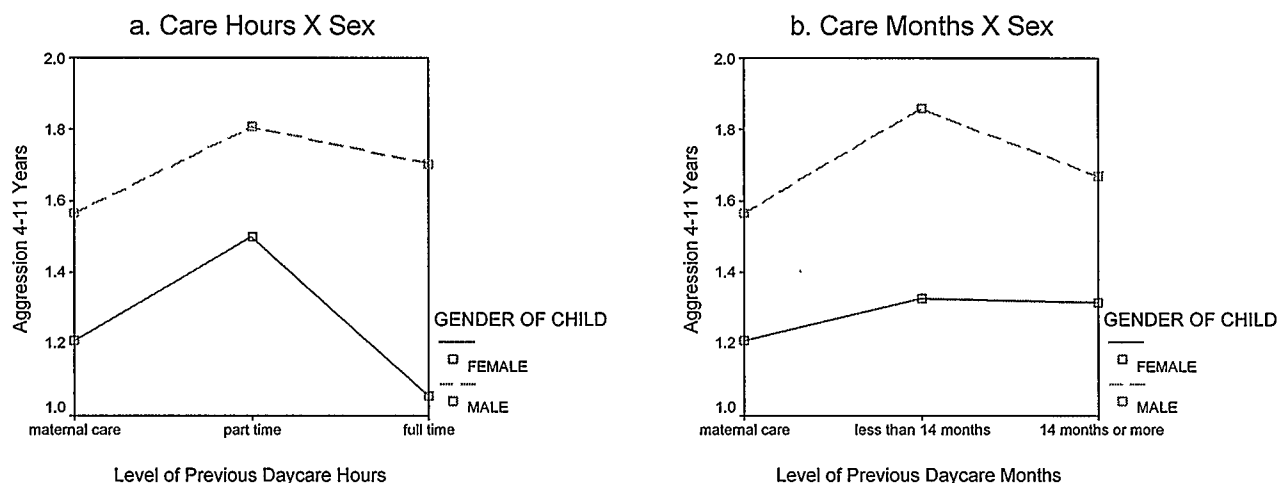 a. Care Hours X Sex
2.0
1.8
1.6
1.4
1.2
1.0
Aggression 4-11 Years
maternal care
part time
full time
Level of Previous Daycare Hours
GENDER OF CHILD
FEMALE
MALE
b. Care Months X Sex
2.0
1.8
1.6
1.4
1.2
1.0
Aggression 4-11 Years
maternal care
less than 14 months
14 months or more
Level of Previous Daycare Months
GENDER OF CHILD
FEMALE
MALE